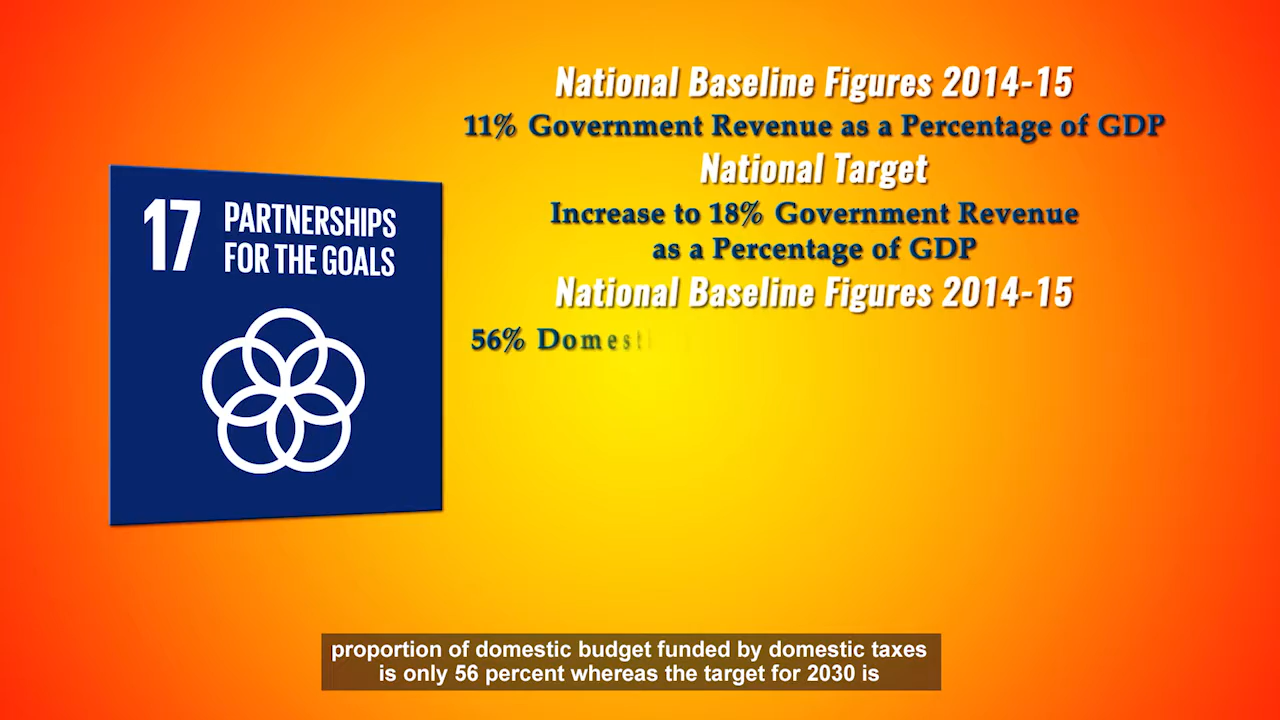 National Baseline Figures 2014-15
11% Government Revenue as a Percentage of GDP
National Target
Increase to 18% Government Revenue
as a Percentage of GDP
National Baseline Figures 2014-15
56% Domest
17 PARTNERSHIPS
FOR THE GOALS
proportion of domestic budget funded by domestic taxes
is only 56 percent whereas the target for 2030 is